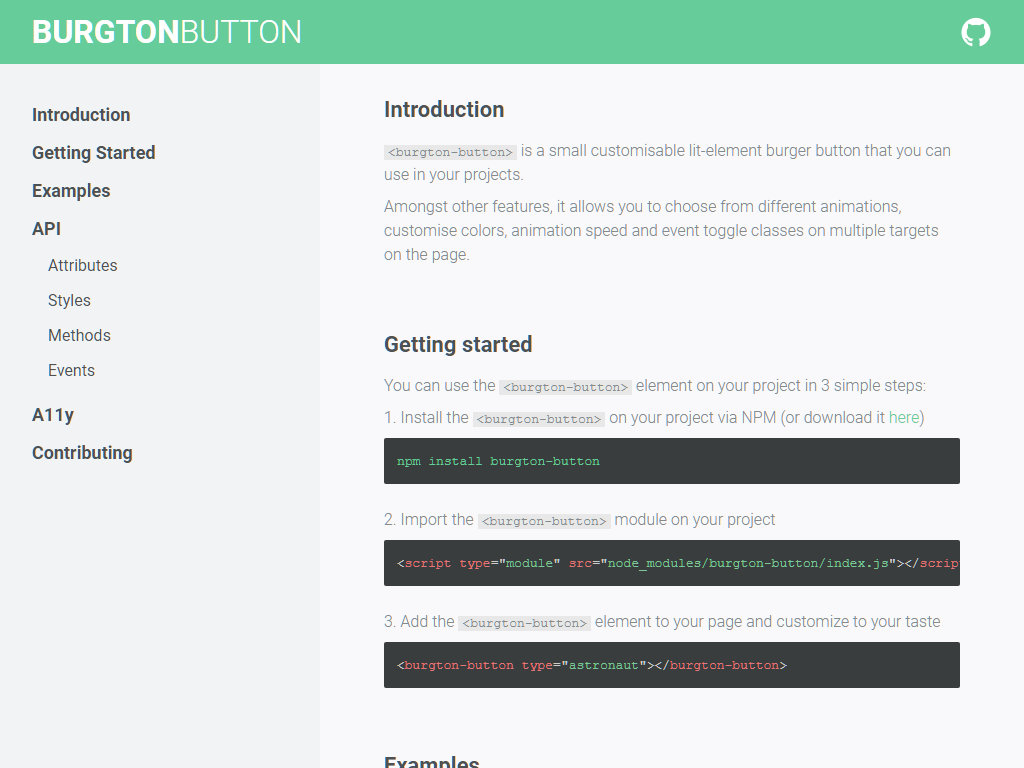 BURGTONBUTTON
Introduction
Getting Started
Examples
API
Attributes
Styles
Methods
Events
A11y
Contributing
Introduction
<burgton-button> is a small customisable lit-element burger button that you can
use in your projects.
Amongst other features, it allows you to choose from different animations,
customise colors, animation speed and event toggle classes on multiple targets
on the page.
Getting started
You can use the <burgton-button> element on your project in 3 simple steps:
1. Install the <burgton-button> on your project via NPM (or download it here)
npm install burgton-button
2. Import the <burgton-button> module on your project
<script type="module" src="node_modules/burgton-button/index.js"></scrip
3. Add the <burgton-button> element to your page and customize to your taste
<burgton-button type="astronaut"></burgton-button>
Examples